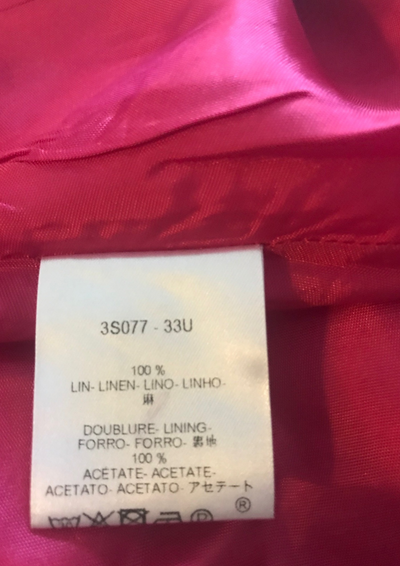 3S077 - 33U
100 %
LIN- LINEN- LINO- LINHO-
麻
DOUBLURE- LINING-
FORRO- FORRO- 裏地
100 %
ACÉTATE- ACETATE-
ACETATO- ACETATO- アセテート
®
P